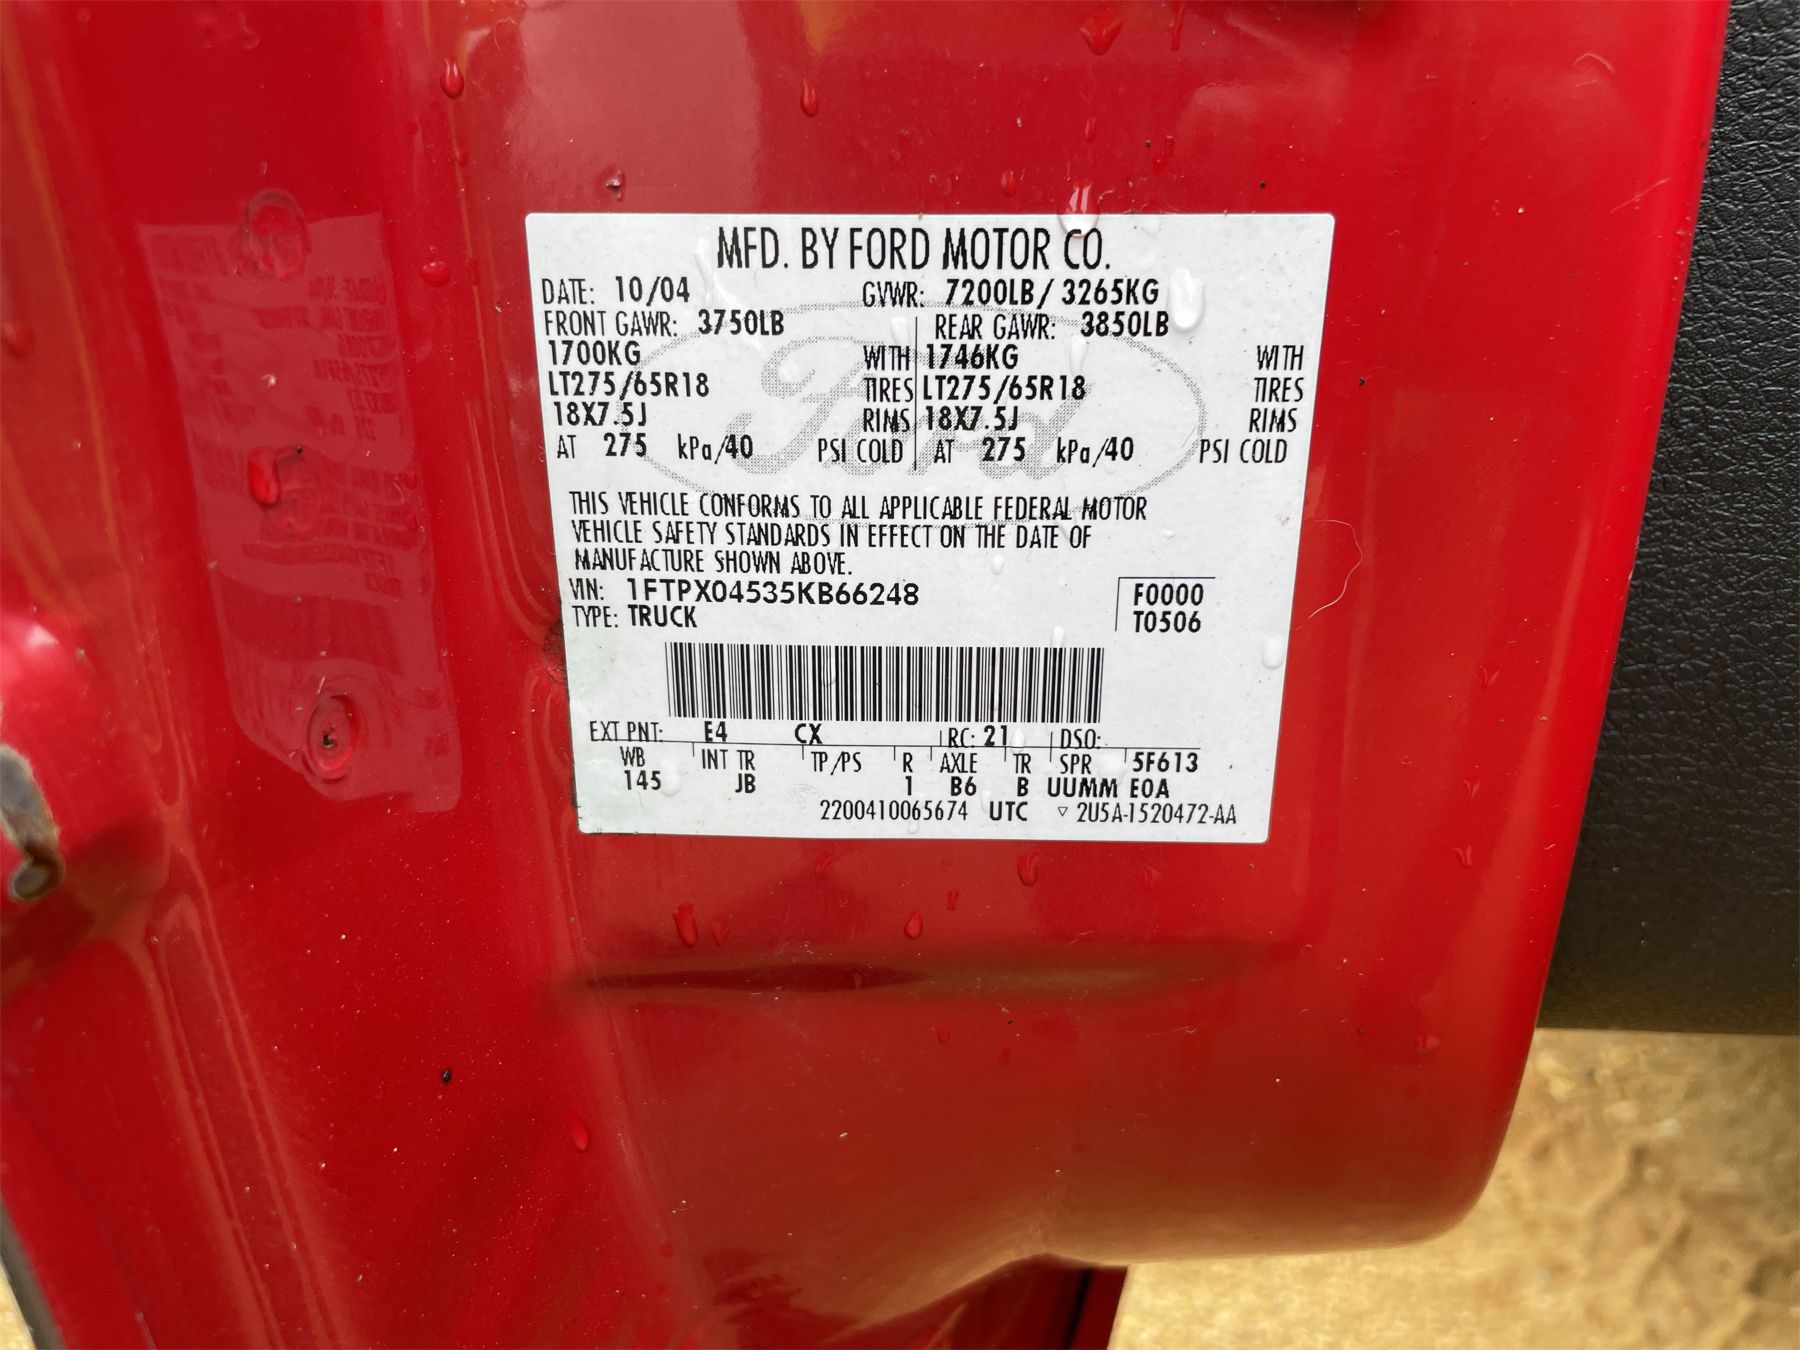 MFD. BY FORD MOTOR CO.
DATE: 10/04 GVWR: 7200LB/ 3265KG
FRONT GAWR: 3750LB REAR GAWR: 3850LB
1700KG WITH 1746KG WITH
LT275/65R18 TIRES LT275/65R18 TIRES
18X7.5J RIMS 18X7.5J RIMS
AT 275 kPa/40 PSI COLD AT 275 kPa/40 PSI COLD
Ford
THIS VEHICLE CONFORMS TO ALL APPLICABLE FEDERAL MOTOR
VEHICLE SAFETY STANDARDS IN EFFECT ON THE DATE OF
MANUFACTURE SHOWN ABOVE.
VIN: 1FTPX04535KB66248 F0000
TYPE: TRUCK T0506
EXT PNT: E4 CX RC: 21 DSO:
WB INT TR TP/PS R AXLE TR SPR 5F613
145 JB 1 B6 B UUMM E0A
2200410065674 UTC ▽ 2U5A-1520472-AA